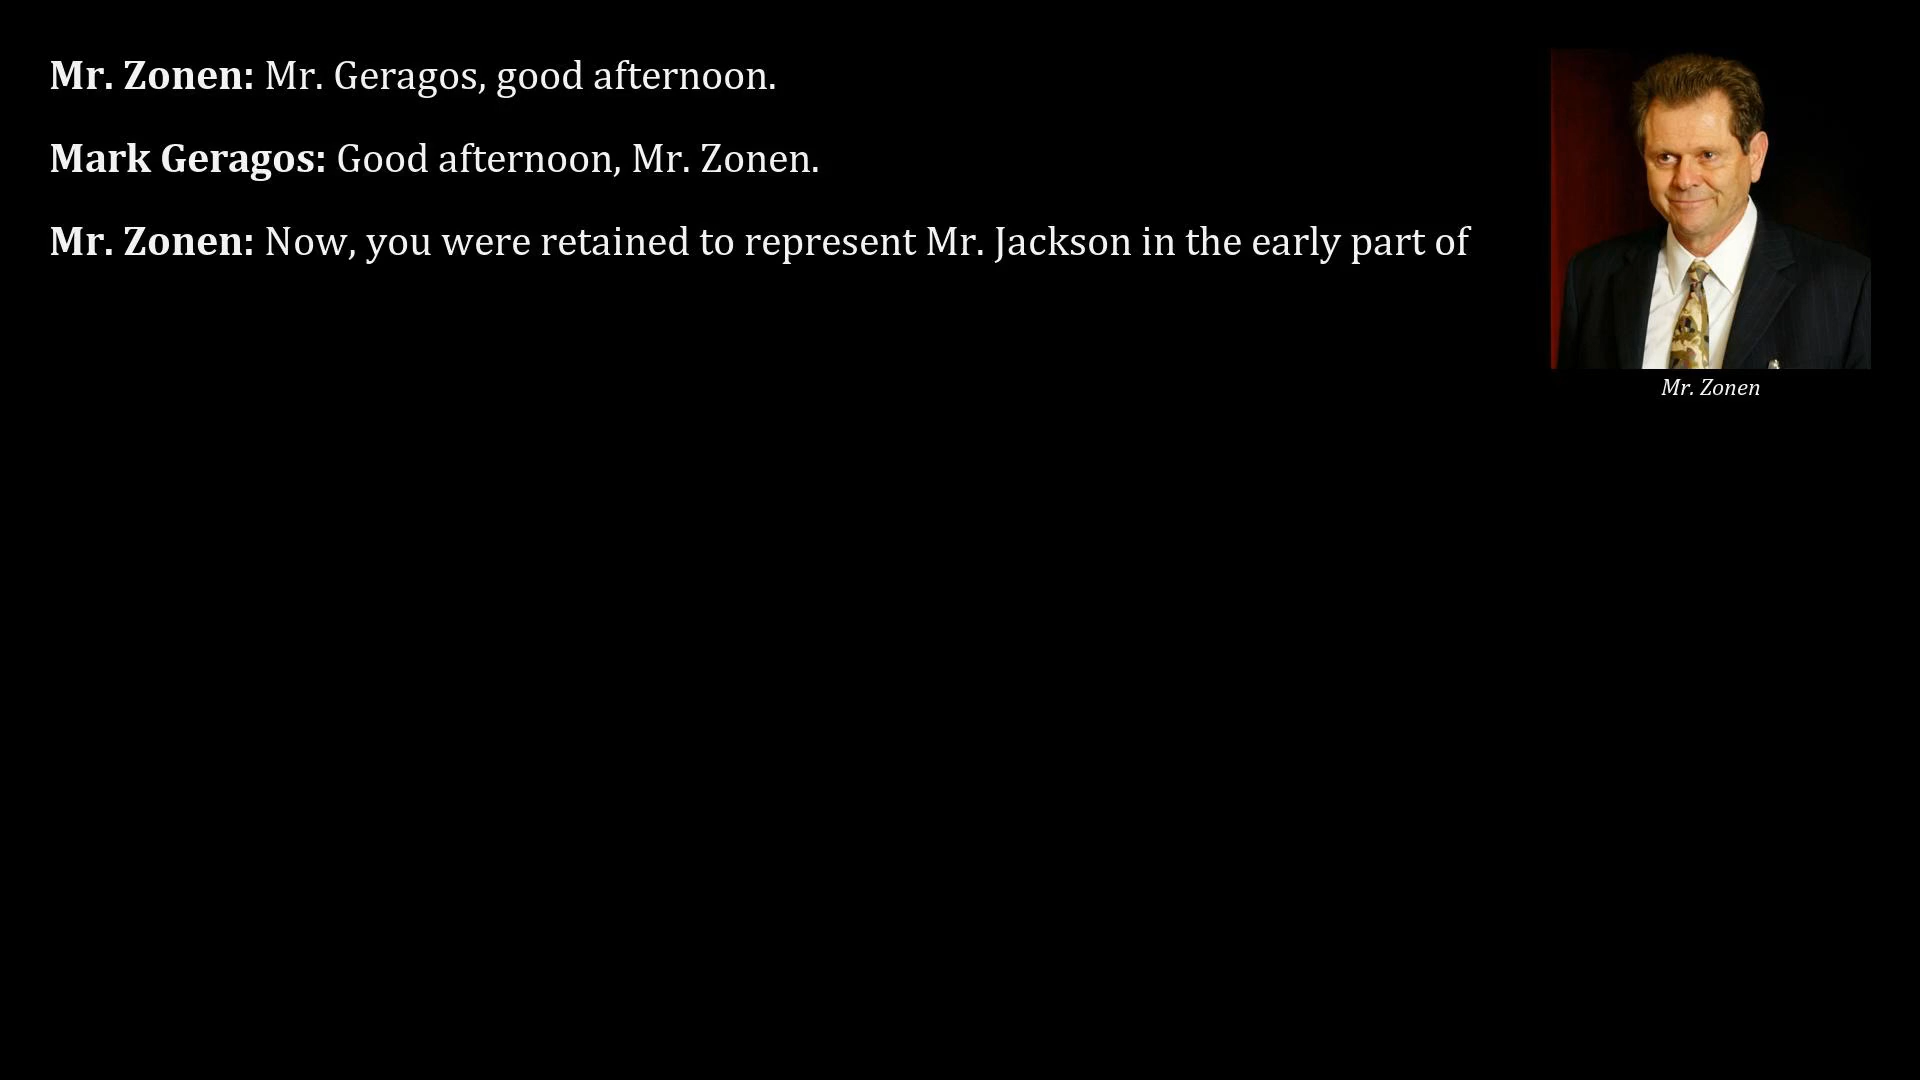 Mr. Zonen: Mr. Geragos, good afternoon.
Mark Geragos: Good afternoon, Mr. Zonen.
Mr. Zonen: Now, you were retained to represent Mr. Jackson in the early part of
Mr. Zonen